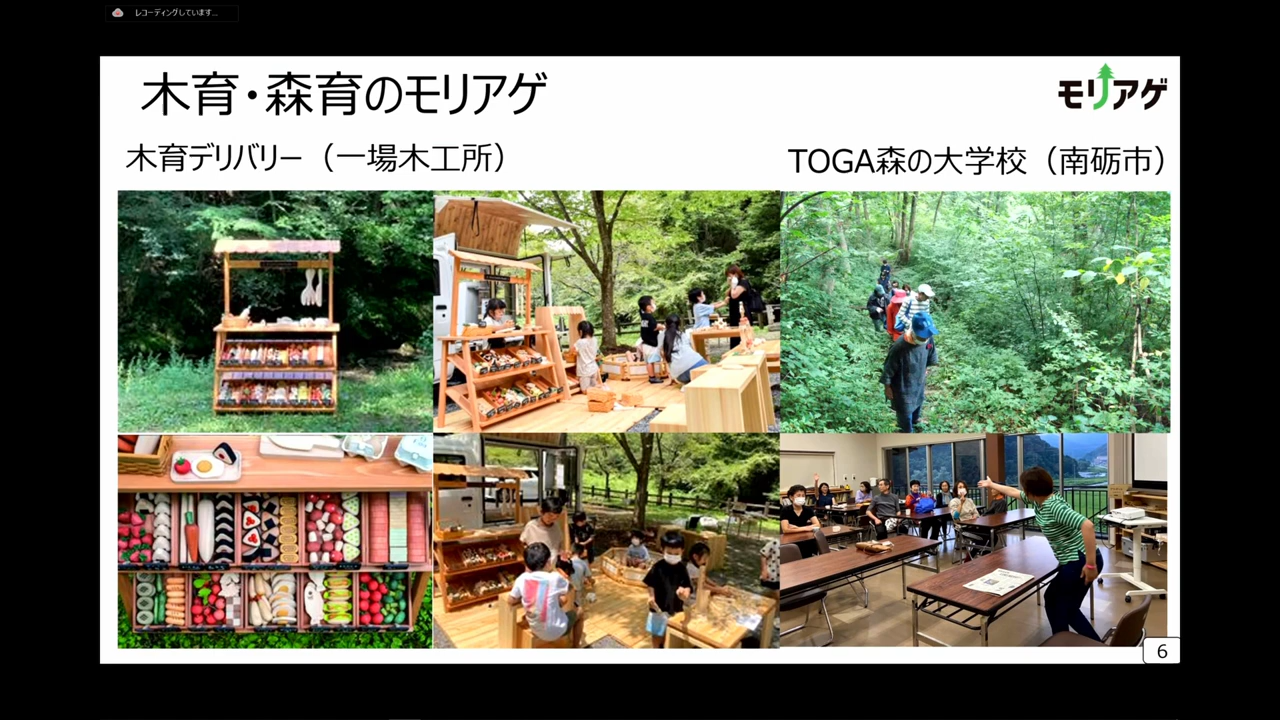 レコーディングしています...
木育・森育のモリアゲ
モリアゲ
木育デリバリー（一場木工所）
TOGA森の大学校（南砺市）
6